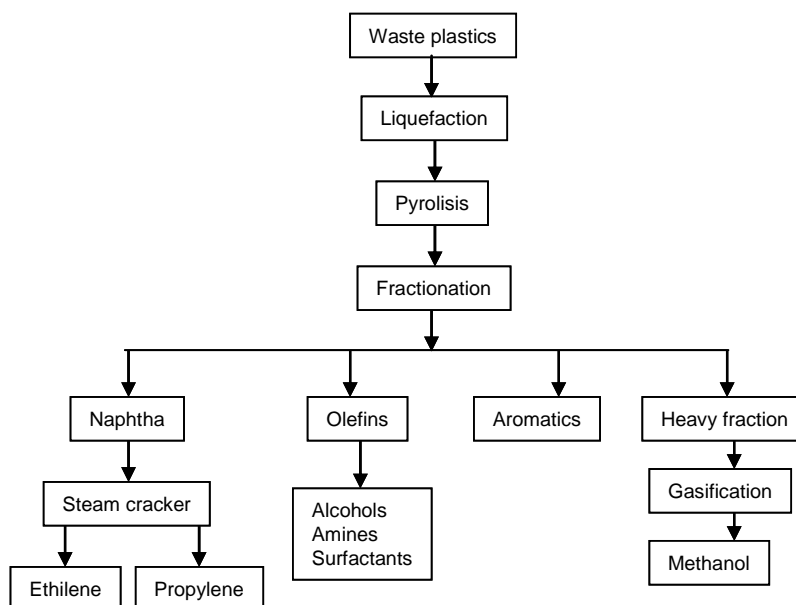 Waste plastics
Liquefaction
Pyrolisis
Fractionation
Naphtha
Olefins
Aromatics
Heavy fraction
Steam cracker
Alcohols
Amines
Surfactants
Gasification
Ethilene
Propylene
Methanol